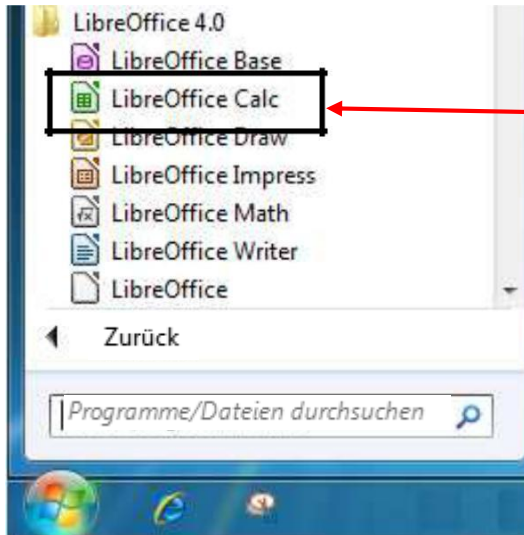 LibreOffice 4.0
LibreOffice Base
LibreOffice Calc
LibreOffice Draw
LibreOffice Impress
LibreOffice Math
LibreOffice Writer
LibreOffice
Zurück
Programme/Dateien durchsuchen